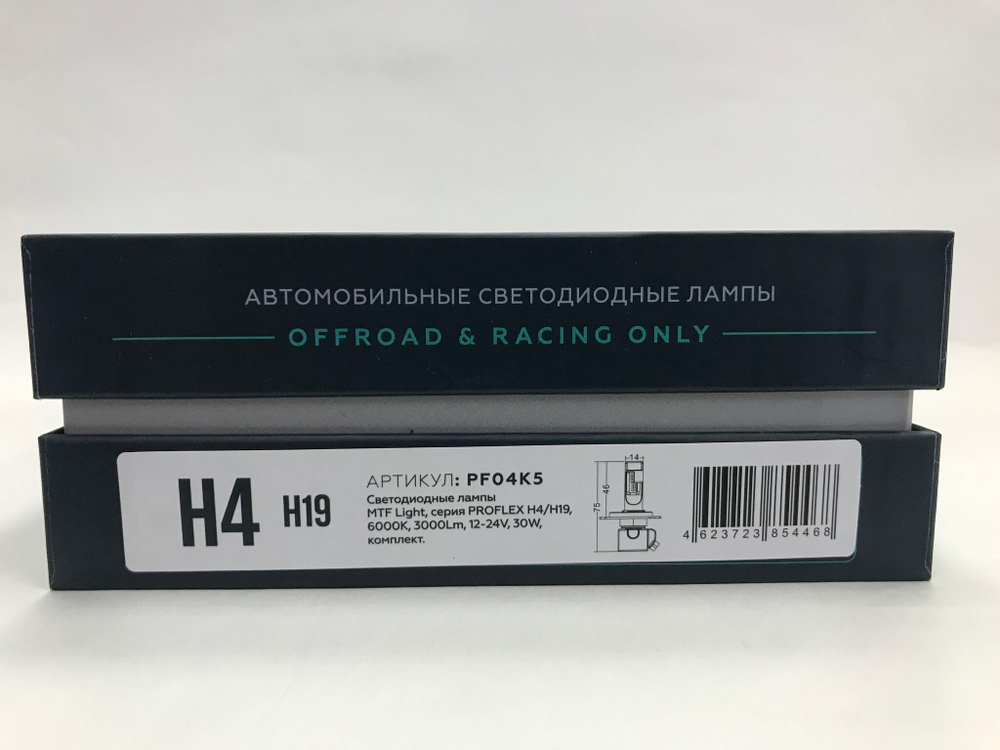 АВТОМОБИЛЬНЫЕ СВЕТОДИОДНЫЕ ЛАМПЫ
OFFROAD & RACING ONLY
H4 H19
АРТИКУЛ: PF04K5
Светодиодные лампы
MTF Light, серия PROFLEX H4/H19,
6000K, 3000Lm, 12-24V, 30W,
комплект.
14
46
75
4 623723 854468